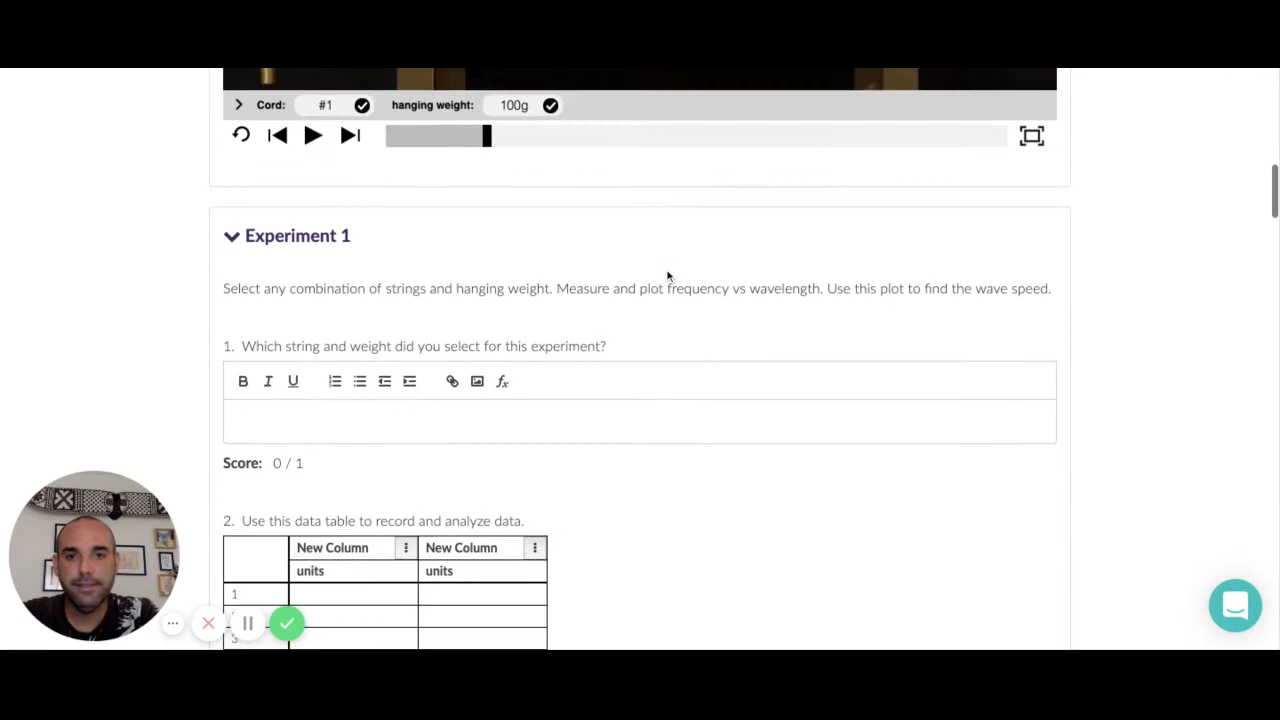 Cord: #1 hanging weight: 100g
Experiment 1
Select any combination of strings and hanging weight. Measure and plot frequency vs wavelength. Use this plot to find the wave speed.
1. Which string and weight did you select for this experiment?
B I U fx
Score: 0 / 1
2. Use this data table to record and analyze data.
New Column New Column
units units
1
3